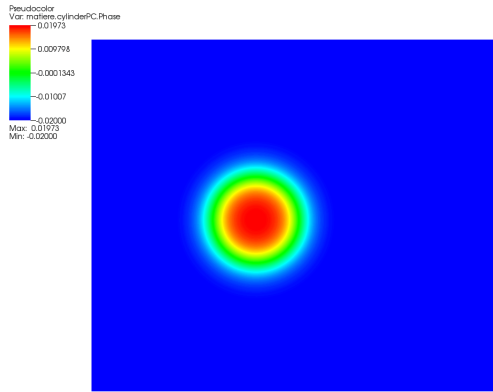 Pseudocolor
Var: matiere.cylinderPC.Phase
0.01973
0.009798
-0.0001343
-0.01007
-0.02000
Max: 0.01973
Min: -0.02000